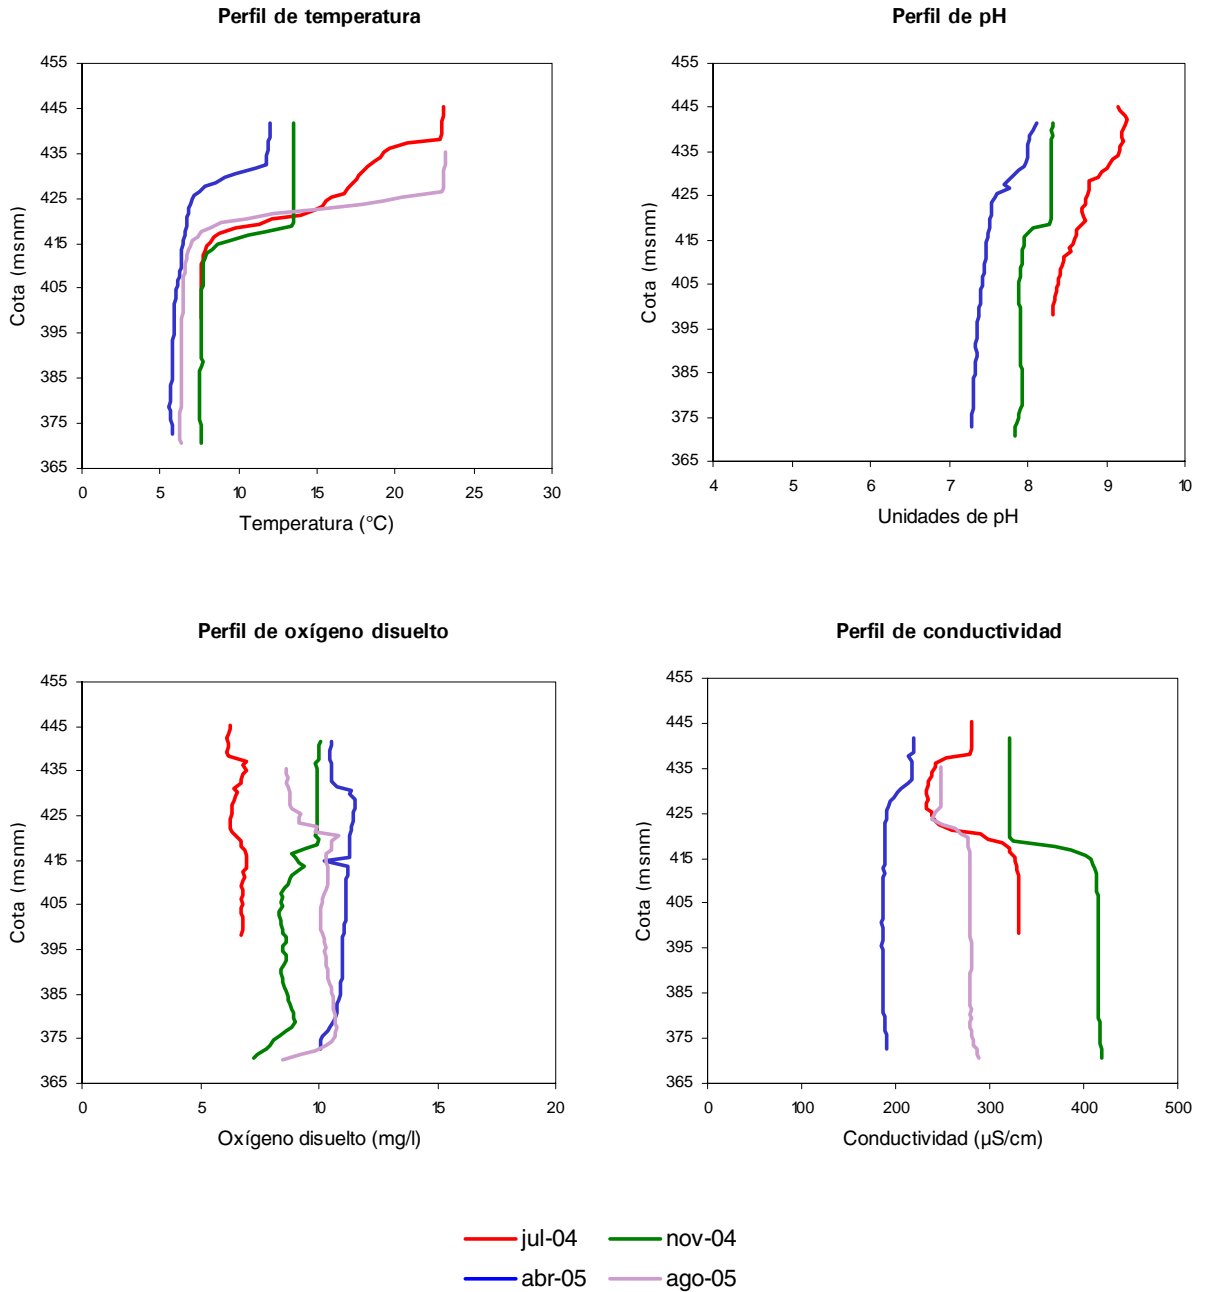 Perfil de temperatura
455
445
435
425
415
405
395
385
375
365
Cota (msnm)
0 5 10 15 20 25 30
Temperatura (°C)
Perfil de pH
455
445
435
425
415
405
395
385
375
365
Cota (msnm)
4 5 6 7 8 9 10
Unidades de pH
Perfil de oxígeno disuelto
455
445
435
425
415
405
395
385
375
365
Cota (msnm)
0 5 10 15 20
Oxígeno disuelto (mg/l)
Perfil de conductividad
455
445
435
425
415
405
395
385
375
365
Cota (msnm)
0 100 200 300 400 500
Conductividad (µS/cm)
jul-04 nov-04
abr-05 ago-05